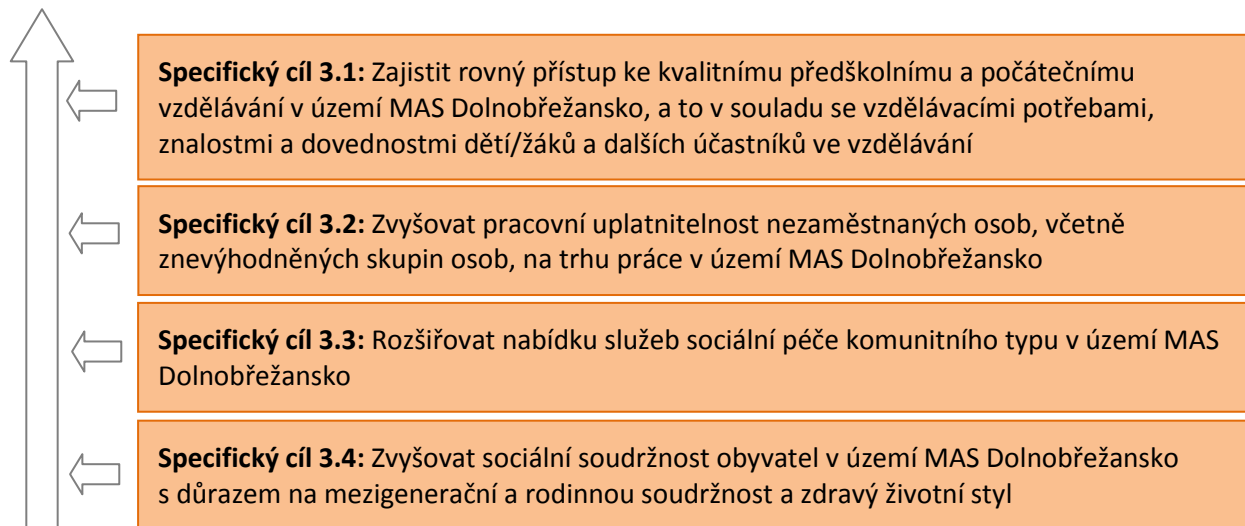 Specifický cíl 3.1: Zajistit rovný přístup ke kvalitnímu předškolnímu a počátečnímu
vzdělávání v území MAS Dolnobřežansko, a to v souladu se vzdělávacími potřebami,
znalostmi a dovednostmi dětí/žáků a dalších účastníků ve vzdělávání
Specifický cíl 3.2: Zvyšovat pracovní uplatnitelnost nezaměstnaných osob, včetně
znevýhodněných skupin osob, na trhu práce v území MAS Dolnobřežansko
Specifický cíl 3.3: Rozšiřovat nabídku služeb sociální péče komunitního typu v území MAS
Dolnobřežansko
Specifický cíl 3.4: Zvyšovat sociální soudržnost obyvatel v území MAS Dolnobřežansko
s důrazem na mezigenerační a rodinnou soudržnost a zdravý životní styl